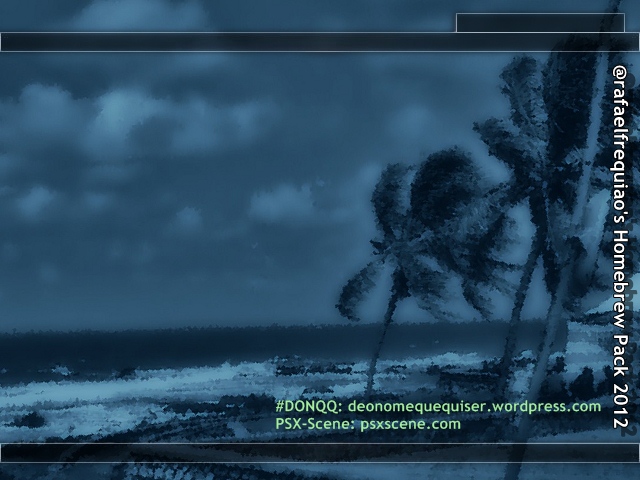 @rafaelfrequiao's Homebrew Pack 2012
#DONQQ: deonomequequiser.wordpress.com
PSX-Scene: psxscene.com